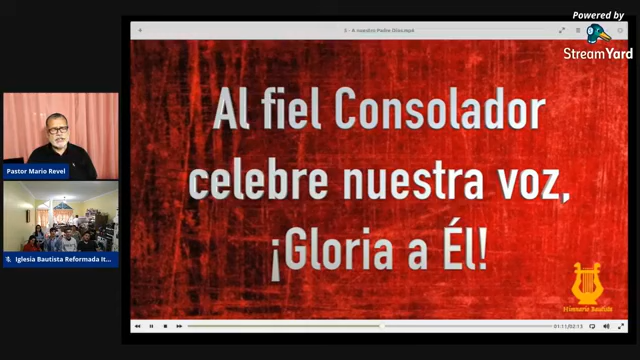 Powered by
StreamYard
3 - A nuestro Padre Dios.mp4
Al fiel Consolador
celebre nuestra voz,
¡Gloria a Él!
Himnario Bautista
01:11/02:13
Pastor Mario Revel
Iglesia Bautista Reformada It...